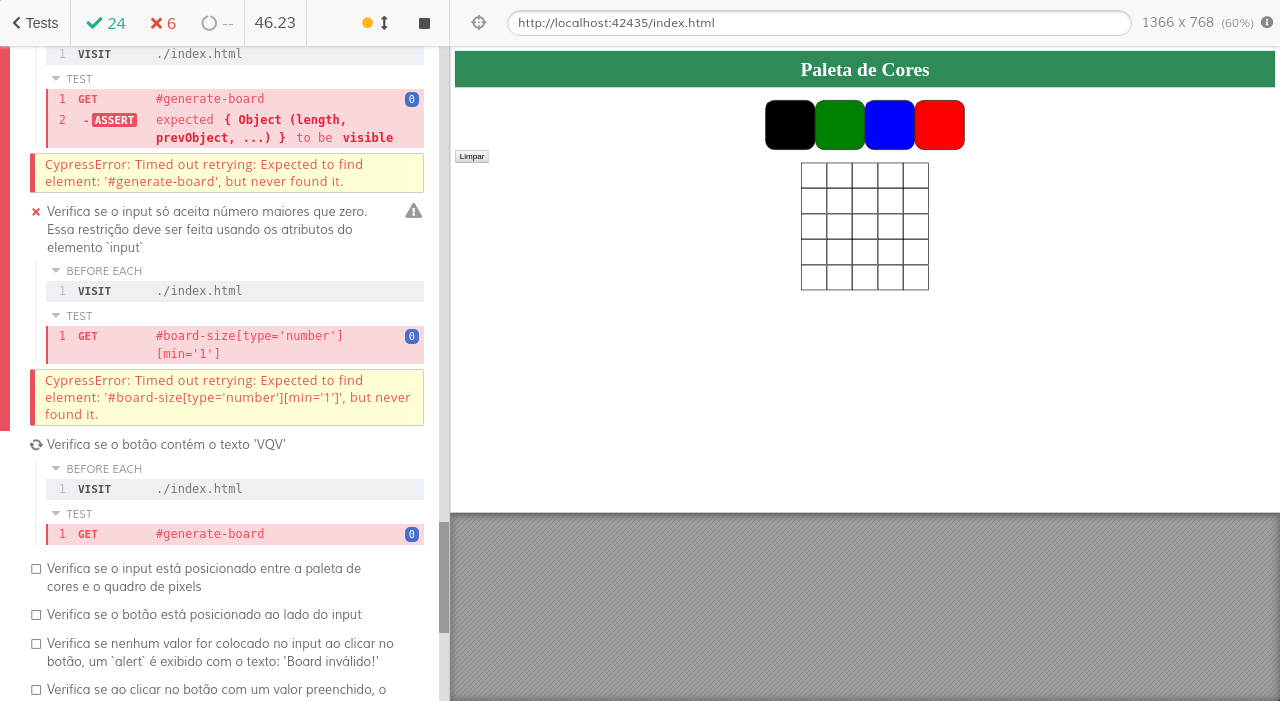 Tests 24 6 -- 46.23 http://localhost:42435/index.html 1366 x 768 (60%)
1 VISIT ./index.html
TEST
1 GET #generate-board 0
2 -ASSERT expected { Object (length,
prevObject, ...) } to be visible
CypressError: Timed out retrying: Expected to find
element: '#generate-board', but never found it.
Verifica se o input só aceita número maiores que zero.
Essa restrição deve ser feita usando os atributos do
elemento `input`
BEFORE EACH
1 VISIT ./index.html
TEST
1 GET #board-size[type='number'] 0
[min='1']
CypressError: Timed out retrying: Expected to find
element: '#board-size[type='number'][min='1']', but never
found it.
Verifica se o botão contém o texto 'VQV'
BEFORE EACH
1 VISIT ./index.html
TEST
1 GET #generate-board 0
Verifica se o input está posicionado entre a paleta de
cores e o quadro de pixels
Verifica se o botão está posicionado ao lado do input
Verifica se nenhum valor for colocado no input ao clicar no
botão, um `alert` é exibido com o texto: 'Board inválido!'
Verifica se ao clicar no botão com um valor preenchido, o
Paleta de Cores
Limpar